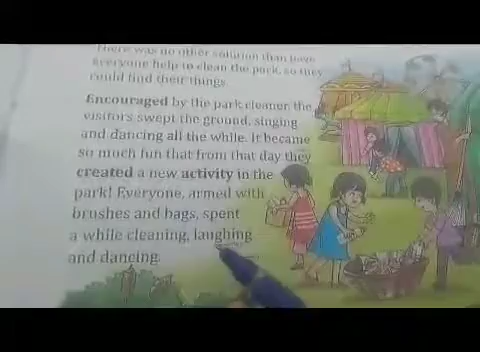 There was no other solution than have
everyone help to clean the park, so they
could find their things.
Encouraged by the park cleaner, the
visitors swept the ground, singing
and dancing all the while. It became
so much fun that from that day they
created a new activity in the
park! Everyone, armed with
brushes and bags, spent
a while cleaning, laughing
and dancing.